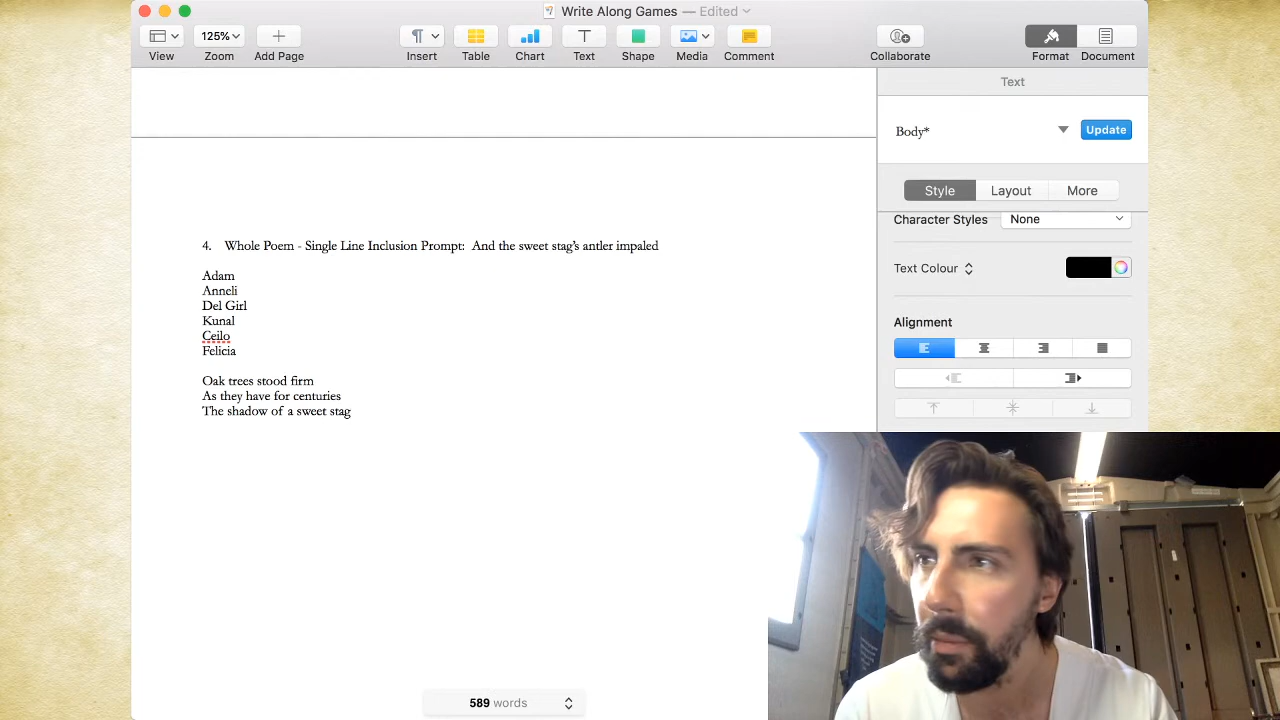 Write Along Games — Edited
125%
View
Zoom
Add Page
Insert
Table
Chart
Text
Shape
Media
Comment
Collaborate
Format
Document
Text
Body*
Update
Style
Layout
More
Character Styles
None
Text Colour
Alignment
4. Whole Poem - Single Line Inclusion Prompt: And the sweet stag's antler impaled
Adam
Anneli
Del Girl
Kunal
Ceilo
Felicia
Oak trees stood firm
As they have for centuries
The shadow of a sweet stag
589 words